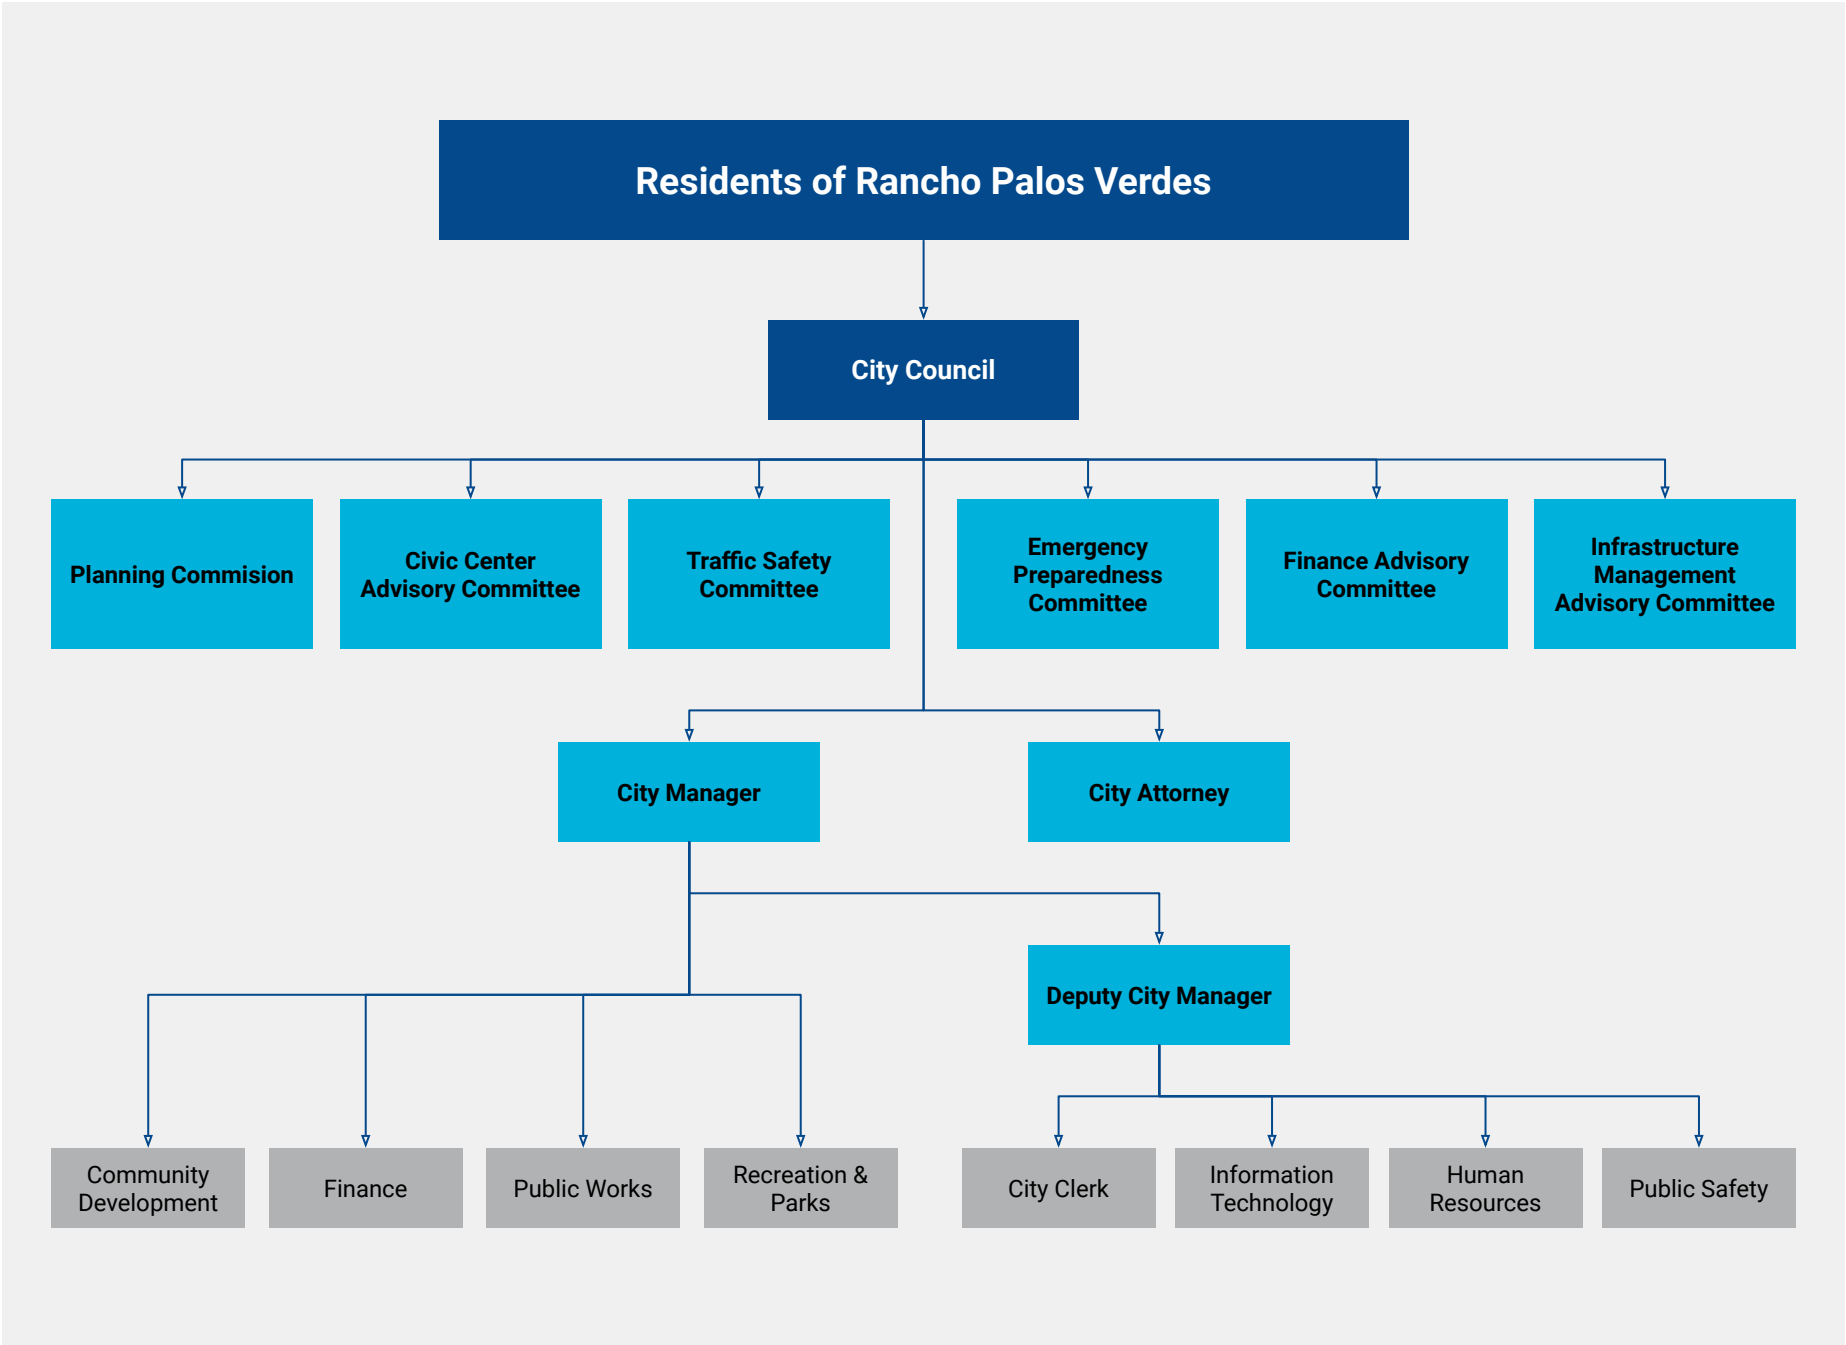 Residents of Rancho Palos Verdes
City Council
Planning Commision
Civic Center
Advisory Committee
Traffic Safety
Committee
Emergency
Preparedness
Committee
Finance Advisory
Committee
Infrastructure
Management
Advisory Committee
City Manager
City Attorney
Deputy City Manager
Community
Development
Finance
Public Works
Recreation &
Parks
City Clerk
Information
Technology
Human
Resources
Public Safety